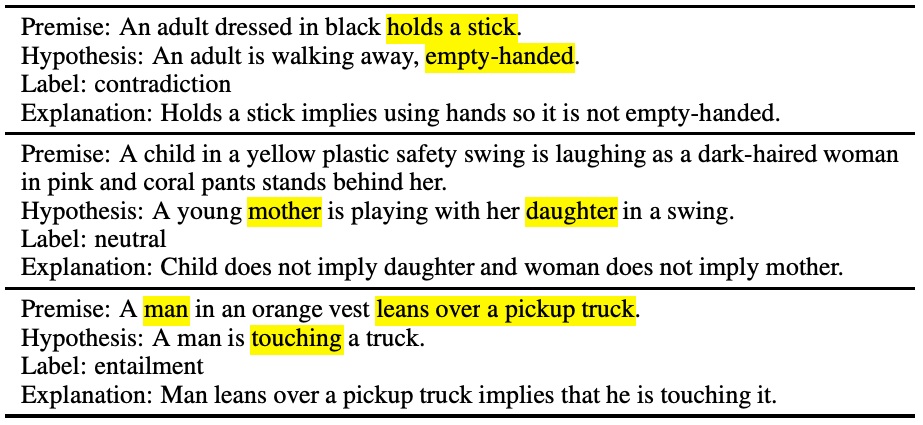 Premise: An adult dressed in black holds a stick.
Hypothesis: An adult is walking away, empty-handed.
Label: contradiction
Explanation: Holds a stick implies using hands so it is not empty-handed.
Premise: A child in a yellow plastic safety swing is laughing as a dark-haired woman
in pink and coral pants stands behind her.
Hypothesis: A young mother is playing with her daughter in a swing.
Label: neutral
Explanation: Child does not imply daughter and woman does not imply mother.
Premise: A man in an orange vest leans over a pickup truck.
Hypothesis: A man is touching a truck.
Label: entailment
Explanation: Man leans over a pickup truck implies that he is touching it.